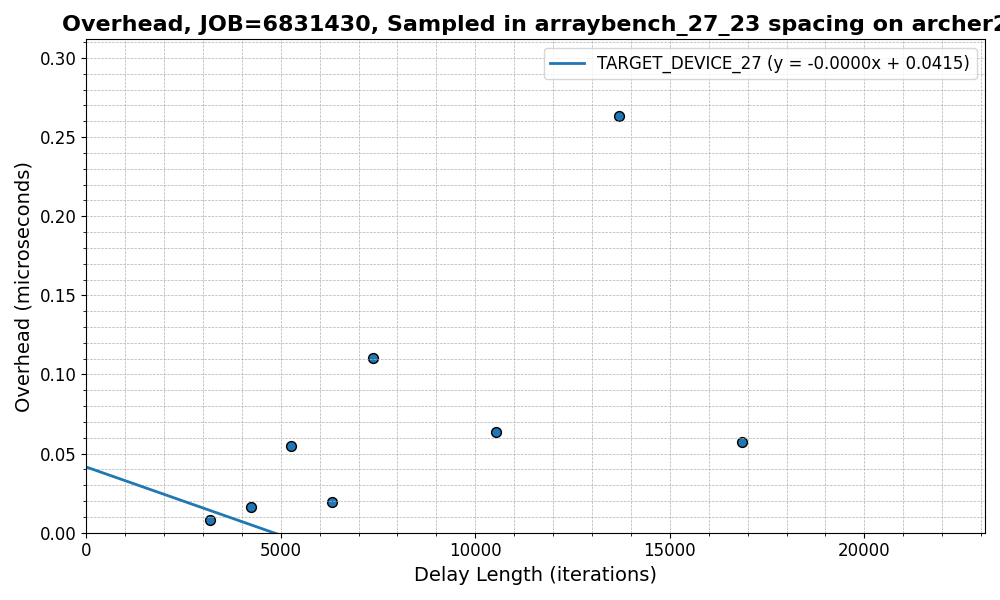 Overhead, JOB=6831430, Sampled in arraybench_27_23 spacing on archer2
TARGET_DEVICE_27 (y = -0.0000x + 0.0415)
Overhead (microseconds)
0.30
0.25
0.20
0.15
0.10
0.05
0.00
0 5000 10000 15000 20000
Delay Length (iterations)